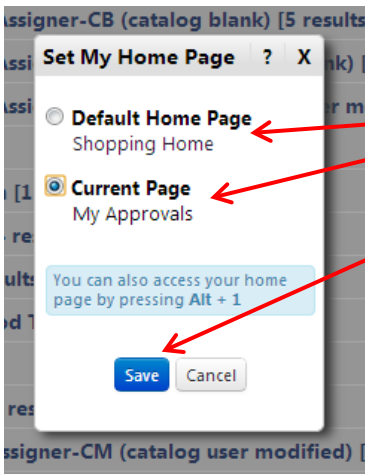 Assigner-CB (catalog blank) [5 results
Set My Home Page ? X
Default Home Page
Shopping Home
Current Page
My Approvals
You can also access your home
page by pressing Alt + 1
Save Cancel
ssigner-CM (catalog user modified) [